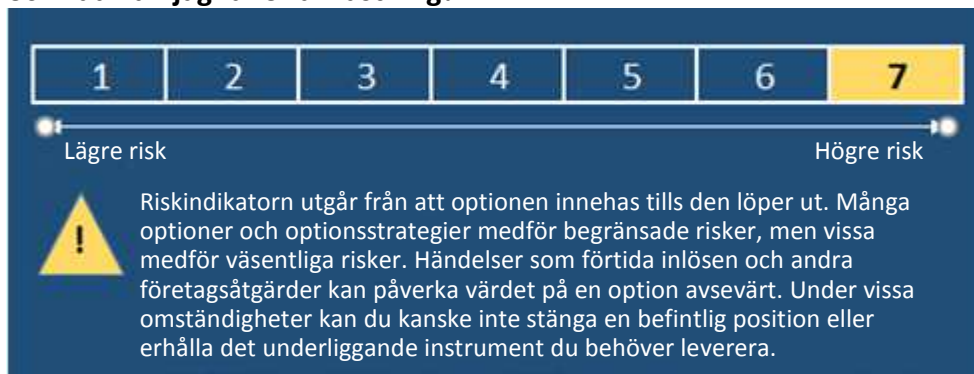 1 2 3 4 5 6 7
Lägre risk Högre risk
Riskindikatorn utgår från att optionen innehas tills den löper ut. Många
! optioner och optionsstrategier medför begränsade risker, men vissa
medför väsentliga risker. Händelser som förtida inlösen och andra
företagsåtgärder kan påverka värdet på en option avsevärt. Under vissa
omständigheter kan du kanske inte stänga en befintlig position eller
erhålla det underliggande instrument du behöver leverera.